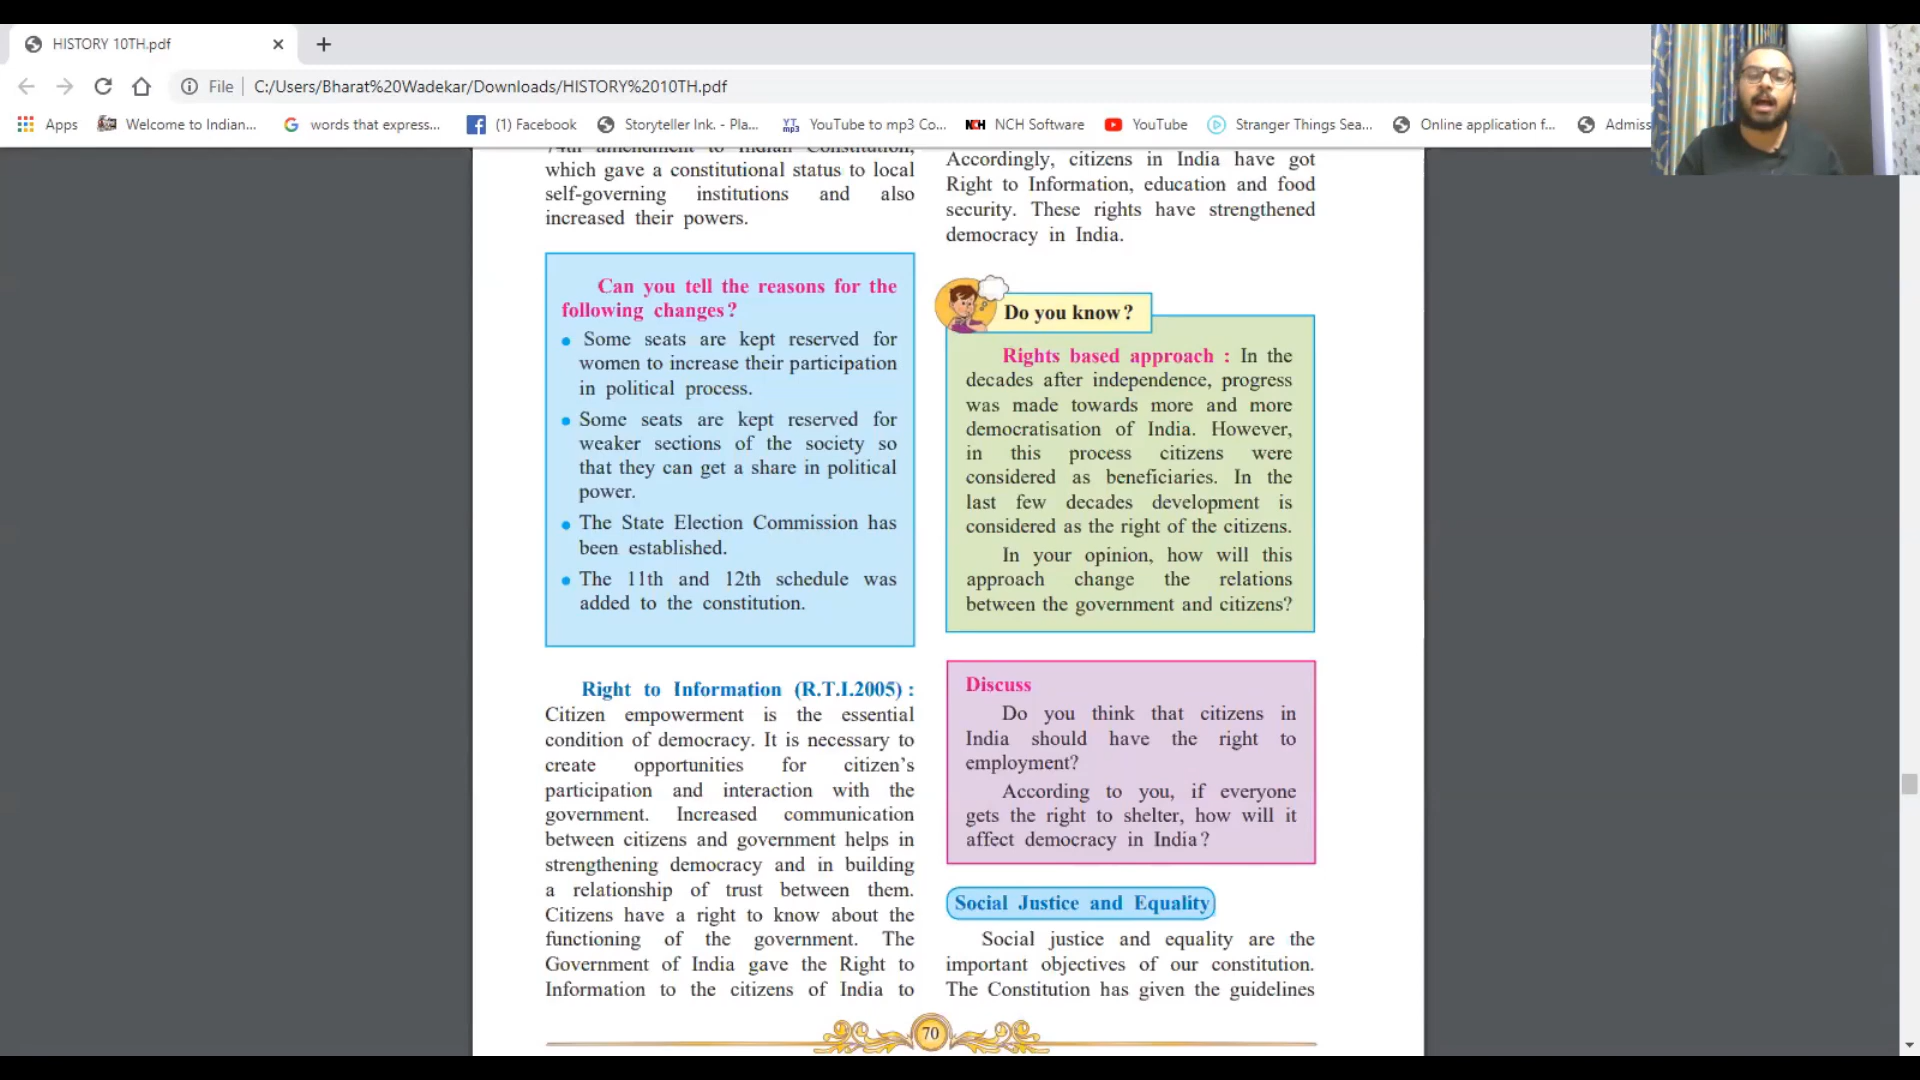 HISTORY 10TH.pdf
File
C:/Users/Bharat%20Wadekar/Downloads/HISTORY%2010TH.pdf
Apps
Welcome to Indian...
words that express...
(1) Facebook
Storyteller Ink. - Pla...
YouTube to mp3 Co...
NCH Software
YouTube
Stranger Things Sea...
Online application f...
Admiss
74th amendment to Indian Constitution,
which gave a constitutional status to local
self-governing institutions and also
increased their powers.
Can you tell the reasons for the
following changes?
• Some seats are kept reserved for
women to increase their participation
in political process.
• Some seats are kept reserved for
weaker sections of the society so
that they can get a share in political
power.
• The State Election Commission has
been established.
• The 11th and 12th schedule was
added to the constitution.
Right to Information (R.T.I.2005) :
Citizen empowerment is the essential
condition of democracy. It is necessary to
create opportunities for citizen's
participation and interaction with the
government. Increased communication
between citizens and government helps in
strengthening democracy and in building
a relationship of trust between them.
Citizens have a right to know about the
functioning of the government. The
Government of India gave the Right to
Information to the citizens of India to
Accordingly, citizens in India have got
Right to Information, education and food
security. These rights have strengthened
democracy in India.
Do you know?
Rights based approach : In the
decades after independence, progress
was made towards more and more
democratisation of India. However,
in this process citizens were
considered as beneficiaries. In the
last few decades development is
considered as the right of the citizens.
In your opinion, how will this
approach change the relations
between the government and citizens?
Discuss
Do you think that citizens in
India should have the right to
employment?
According to you, if everyone
gets the right to shelter, how will it
affect democracy in India?
Social Justice and Equality
Social justice and equality are the
important objectives of our constitution.
The Constitution has given the guidelines
70